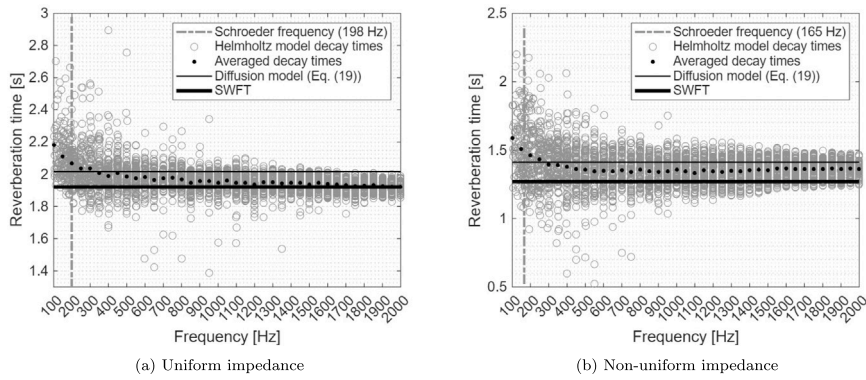 3
2.8
2.6
2.4
2.2
2
1.8
1.6
1.4
Reverberation time [s]
Schroeder frequency (198 Hz)
Helmholtz model decay times
Averaged decay times
Diffusion model (Eq. (19))
SWFT
100 200 300 400 500 600 700 800 900 1000 1100 1200 1300 1400 1500 1600 1700 1800 1900 2000
Frequency [Hz]
(a) Uniform impedance
2.5
2
1.5
1
0.5
Reverberation time [s]
Schroeder frequency (165 Hz)
Helmholtz model decay times
Averaged decay times
Diffusion model (Eq. (19))
SWFT
100 200 300 400 500 600 700 800 900 1000 1100 1200 1300 1400 1500 1600 1700 1800 1900 2000
Frequency [Hz]
(b) Non-uniform impedance